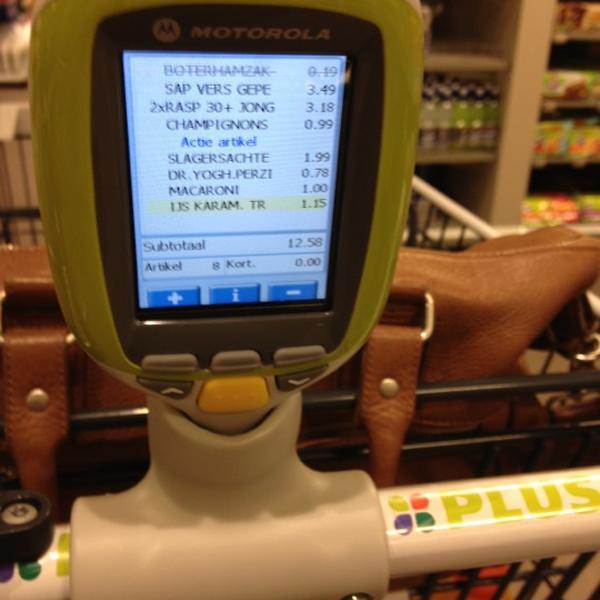 MOTOROLA
BOTERHAMZAK 0.19
SAP VERS GEPE 3.49
2xRASP 30+ JONG 3.18
CHAMPIGNONS 0.99
Actie artikel
SLAGERSACHTE 1.99
DR.YOGH.PERZI 0.78
MACARONI 1.00
IJS KARAM. TR 1.15
Subtotaal 12.58
Artikel 8 Kort. 0.00
+ i −
PLUS